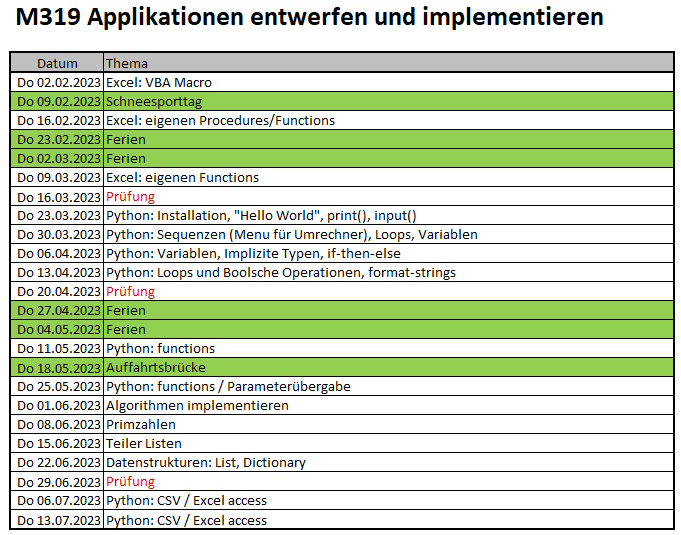 M319 Applikationen entwerfen und implementieren
Datum Thema
Do 02.02.2023 Excel: VBA Macro
Do 09.02.2023 Schneesporttag
Do 16.02.2023 Excel: eigenen Procedures/Functions
Do 23.02.2023 Ferien
Do 02.03.2023 Ferien
Do 09.03.2023 Excel: eigenen Functions
Do 16.03.2023 Prüfung
Do 23.03.2023 Python: Installation, "Hello World", print(), input()
Do 30.03.2023 Python: Sequenzen (Menu für Umrechner), Loops, Variablen
Do 06.04.2023 Python: Variablen, Implizite Typen, if-then-else
Do 13.04.2023 Python: Loops und Boolsche Operationen, format-strings
Do 20.04.2023 Prüfung
Do 27.04.2023 Ferien
Do 04.05.2023 Ferien
Do 11.05.2023 Python: functions
Do 18.05.2023 Auffahrtsbrücke
Do 25.05.2023 Python: functions / Parameterübergabe
Do 01.06.2023 Algorithmen implementieren
Do 08.06.2023 Primzahlen
Do 15.06.2023 Teiler Listen
Do 22.06.2023 Datenstrukturen: List, Dictionary
Do 29.06.2023 Prüfung
Do 06.07.2023 Python: CSV / Excel access
Do 13.07.2023 Python: CSV / Excel access